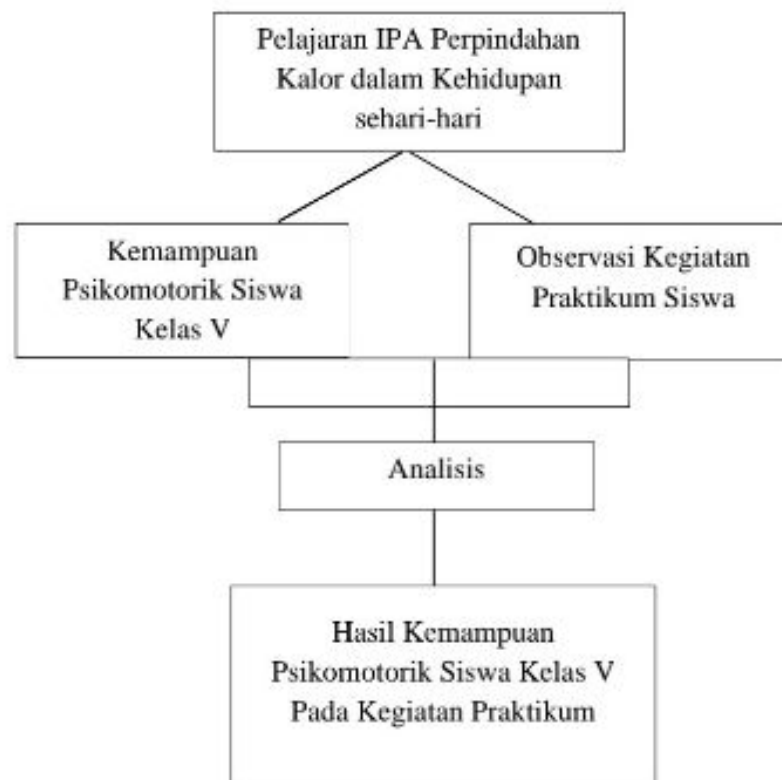 Pelajaran IPA Perpindahan
Kalor dalam Kehidupan
sehari-hari
Kemampuan
Psikomotorik Siswa
Kelas V
Observasi Kegiatan
Praktikum Siswa
Analisis
Hasil Kemampuan
Psikomotorik Siswa Kelas V
Pada Kegiatan Praktikum